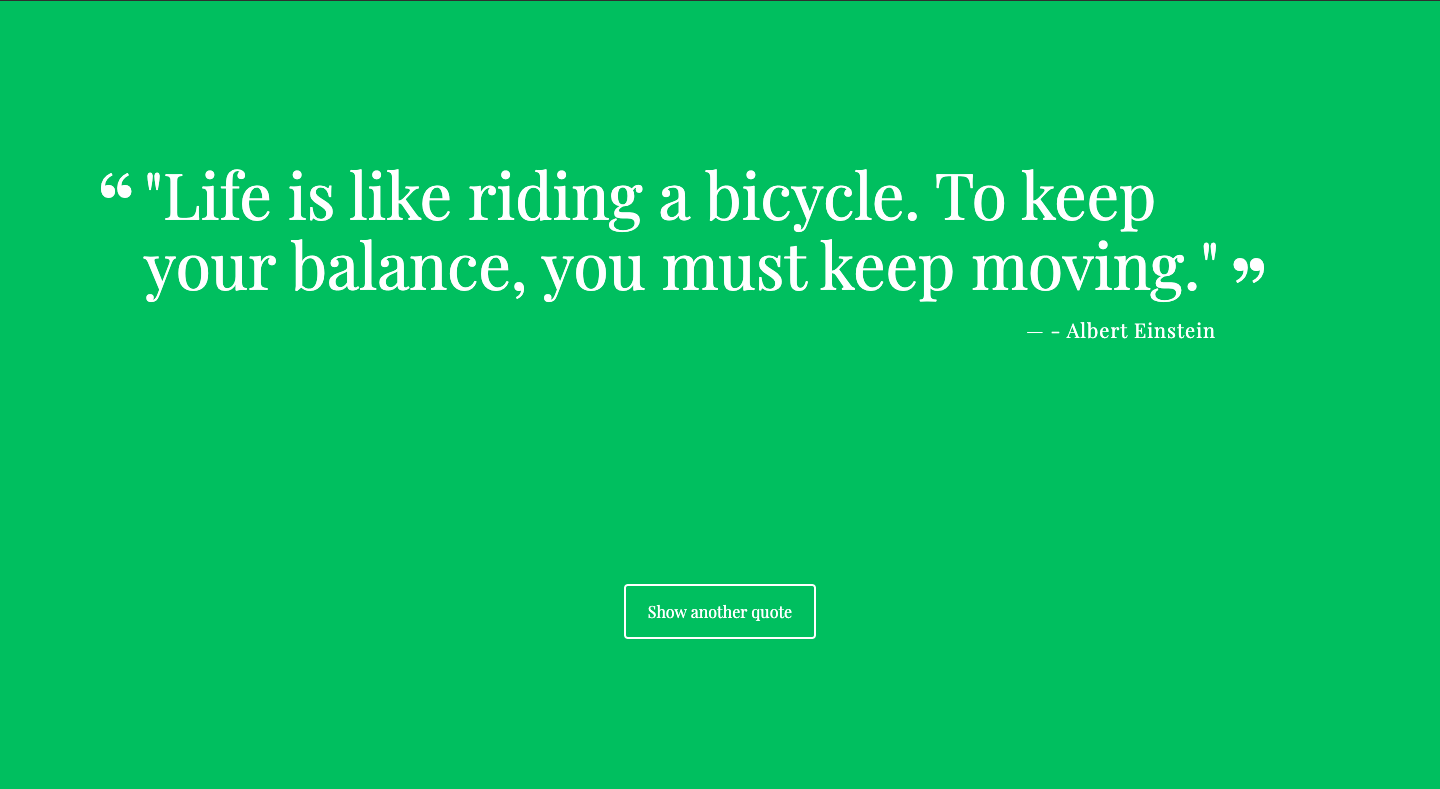 “ "Life is like riding a bicycle. To keep
your balance, you must keep moving." ”
— - Albert Einstein
Show another quote